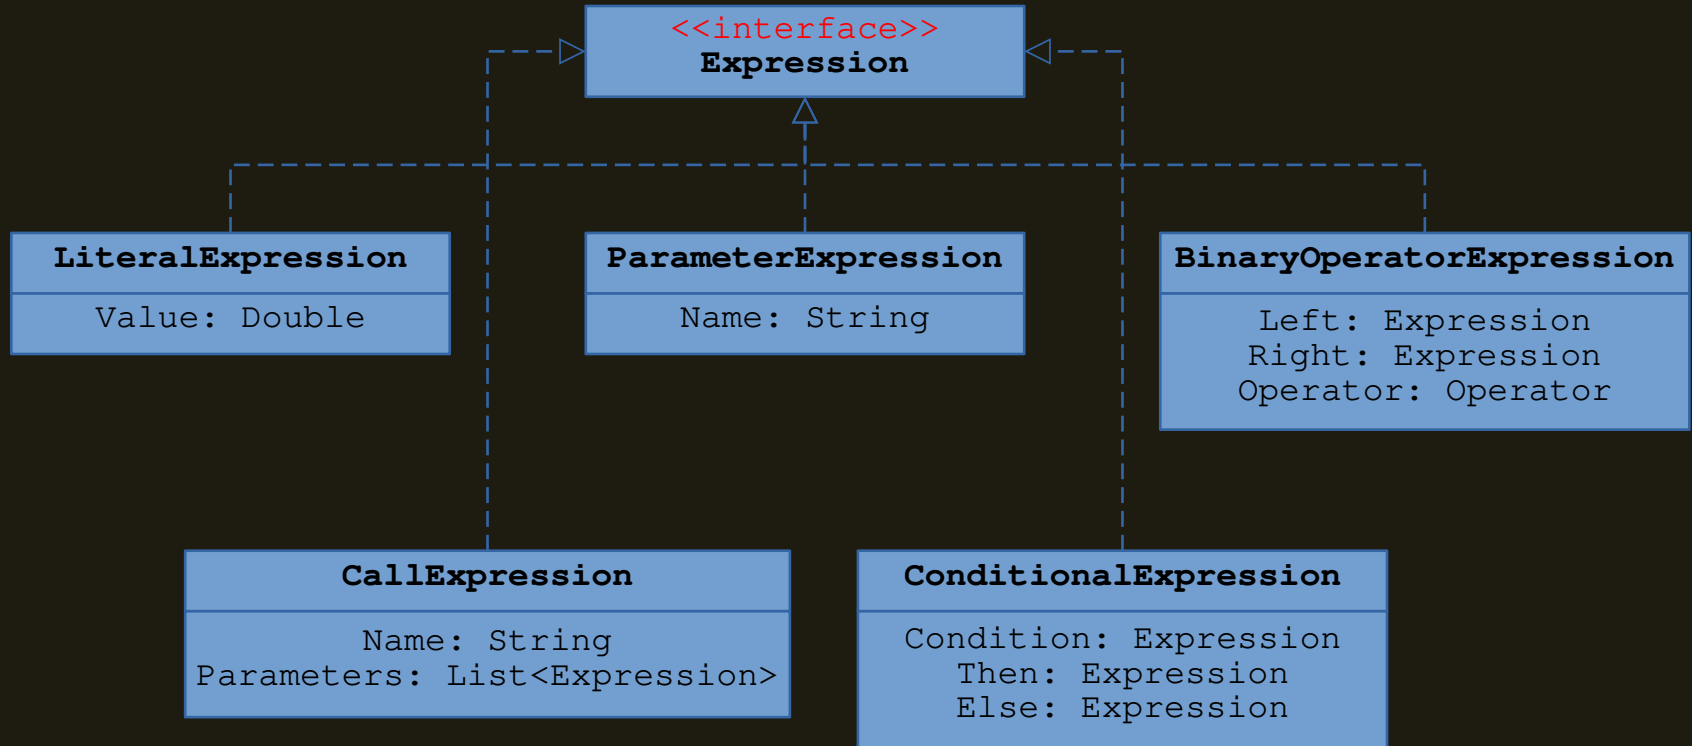 <<interface>>
Expression
LiteralExpression
Value: Double
ParameterExpression
Name: String
BinaryOperatorExpression
Left: Expression
Right: Expression
Operator: Operator
CallExpression
Name: String
Parameters: List<Expression>
ConditionalExpression
Condition: Expression
Then: Expression
Else: Expression